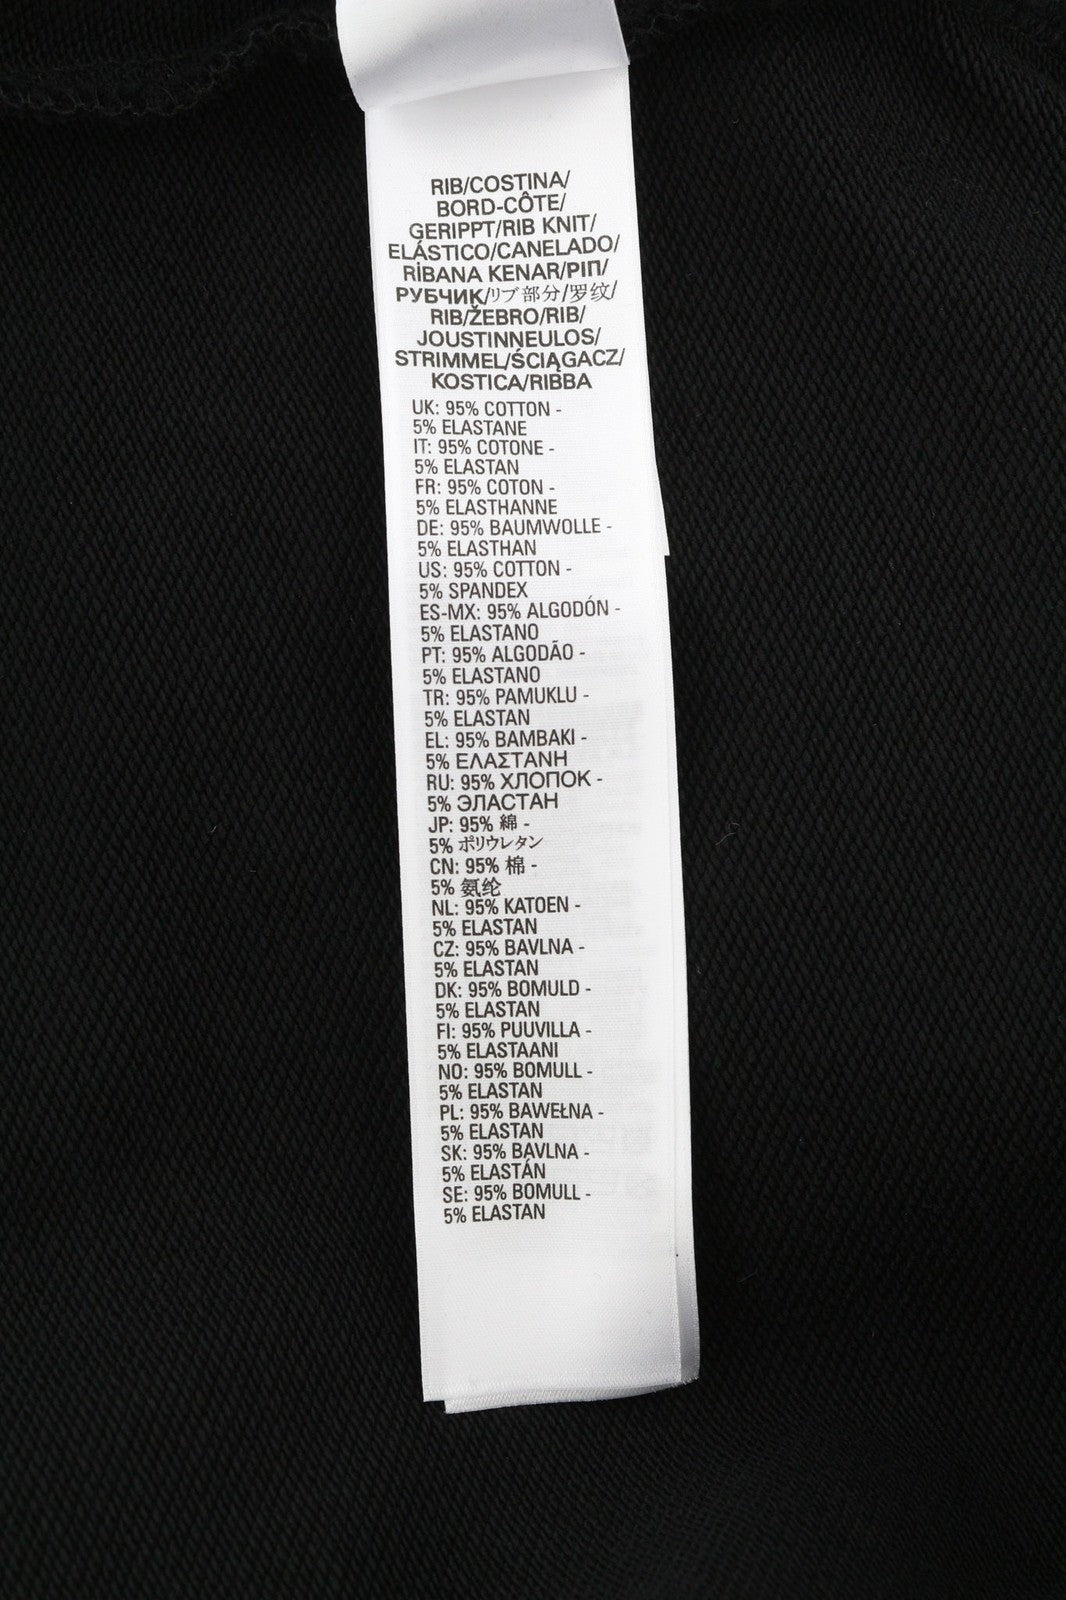 RIB/COSTINA/
BORD-CÔTE/
GERIPPT/RIB KNIT/
ELÁSTICO/CANELADO/
RİBANA KENAR/ΡΙΠ/
РУБЧИК/リブ部分/罗纹/
RIB/ŽEBRO/RIB/
JOUSTINNEULOS/
STRIMMEL/ŚCIĄGACZ/
KOSTICA/RIBBA
UK: 95% COTTON -
5% ELASTANE
IT: 95% COTONE -
5% ELASTAN
FR: 95% COTON -
5% ELASTHANNE
DE: 95% BAUMWOLLE -
5% ELASTHAN
US: 95% COTTON -
5% SPANDEX
ES-MX: 95% ALGODÓN -
5% ELASTANO
PT: 95% ALGODÃO -
5% ELASTANO
TR: 95% PAMUKLU -
5% ELASTAN
EL: 95% ΒΑΜΒΑΚΙ -
5% ΕΛΑΣΤΑΝΗ
RU: 95% ХЛОПОК -
5% ЭЛАСТАН
JP: 95% 綿 -
5% ポリウレタン
CN: 95% 棉 -
5% 氨纶
NL: 95% KATOEN -
5% ELASTAN
CZ: 95% BAVLNA -
5% ELASTAN
DK: 95% BOMULD -
5% ELASTAN
FI: 95% PUUVILLA -
5% ELASTAANI
NO: 95% BOMULL -
5% ELASTAN
PL: 95% BAWEŁNA -
5% ELASTAN
SK: 95% BAVLNA -
5% ELASTÁN
SE: 95% BOMULL -
5% ELASTAN